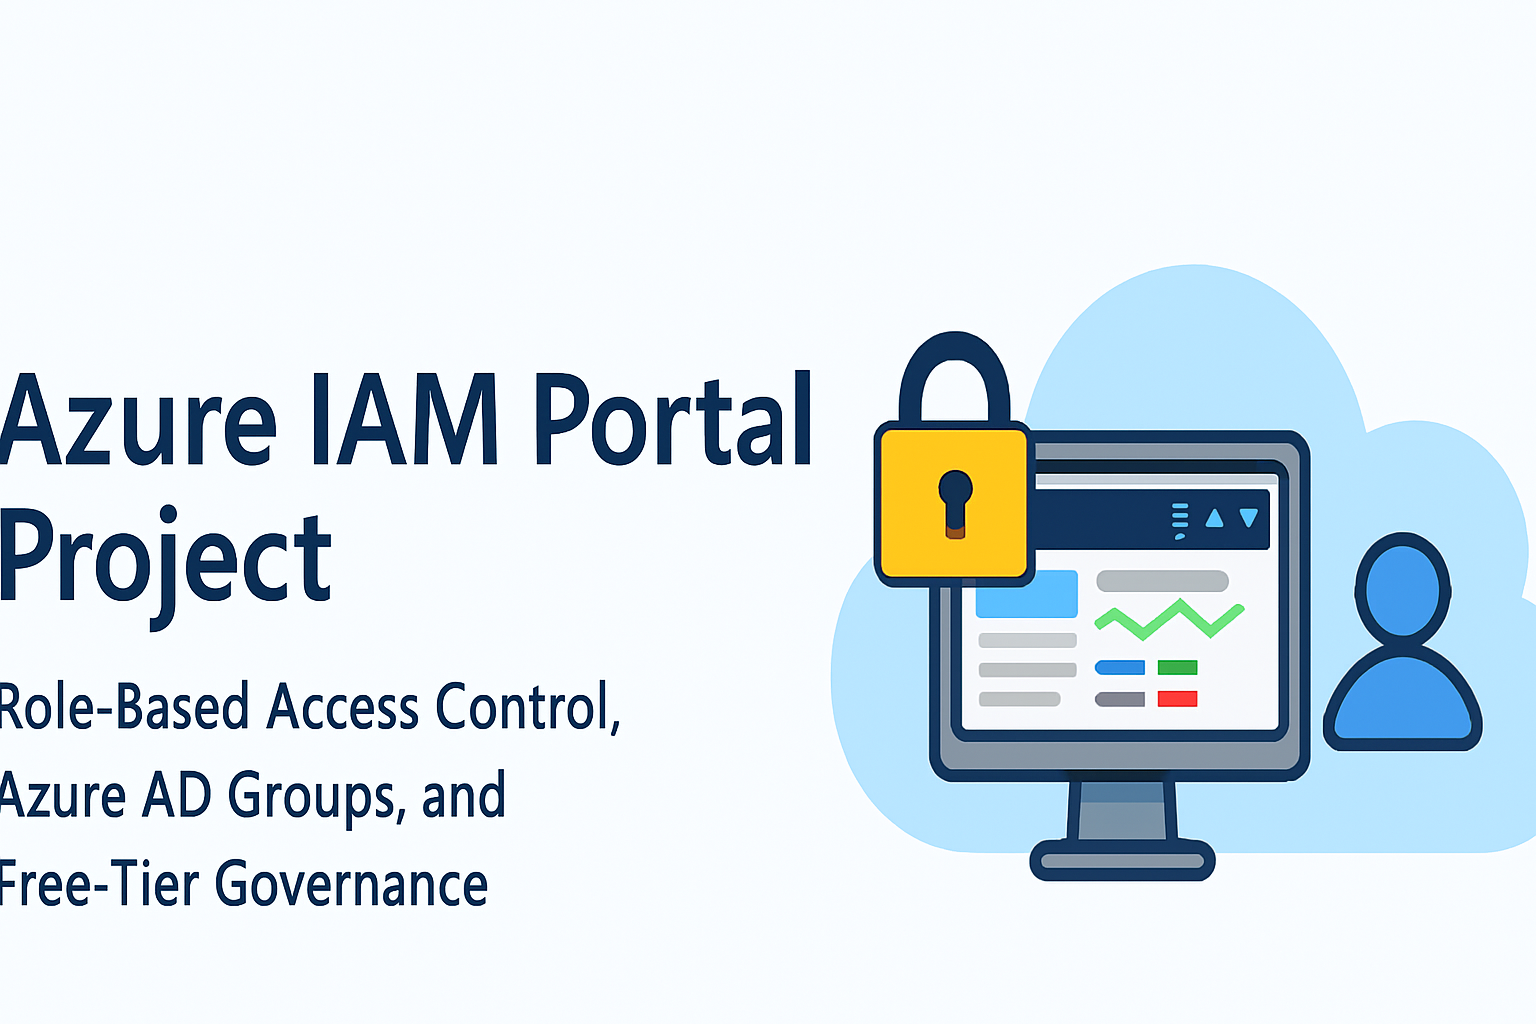 Azure IAM Portal
Project
Role-Based Access Control,
Azure AD Groups, and
Free-Tier Governance